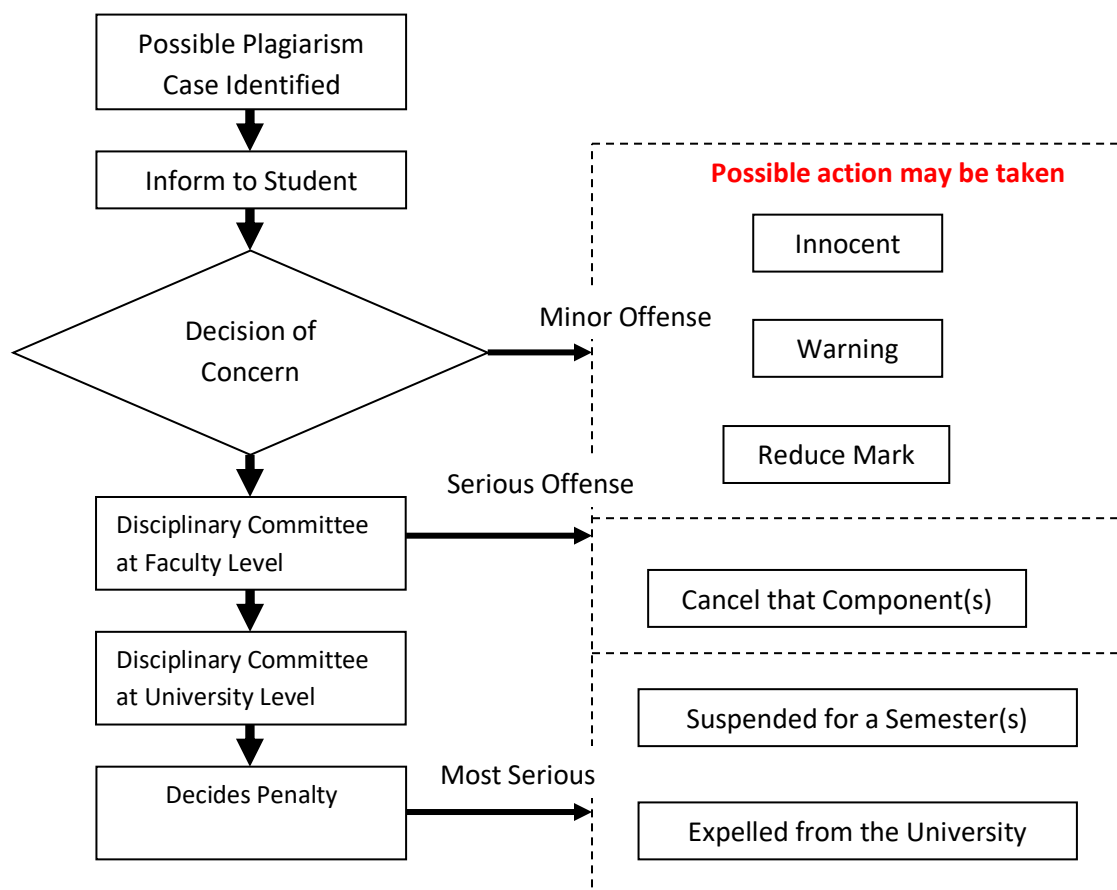 Possible Plagiarism
Case Identified
Inform to Student
Possible action may be taken
Innocent
Minor Offense
Decision of
Concern
Warning
Reduce Mark
Serious Offense
Disciplinary Committee
at Faculty Level
Cancel that Component(s)
Disciplinary Committee
at University Level
Suspended for a Semester(s)
Most Serious
Decides Penalty
Expelled from the University